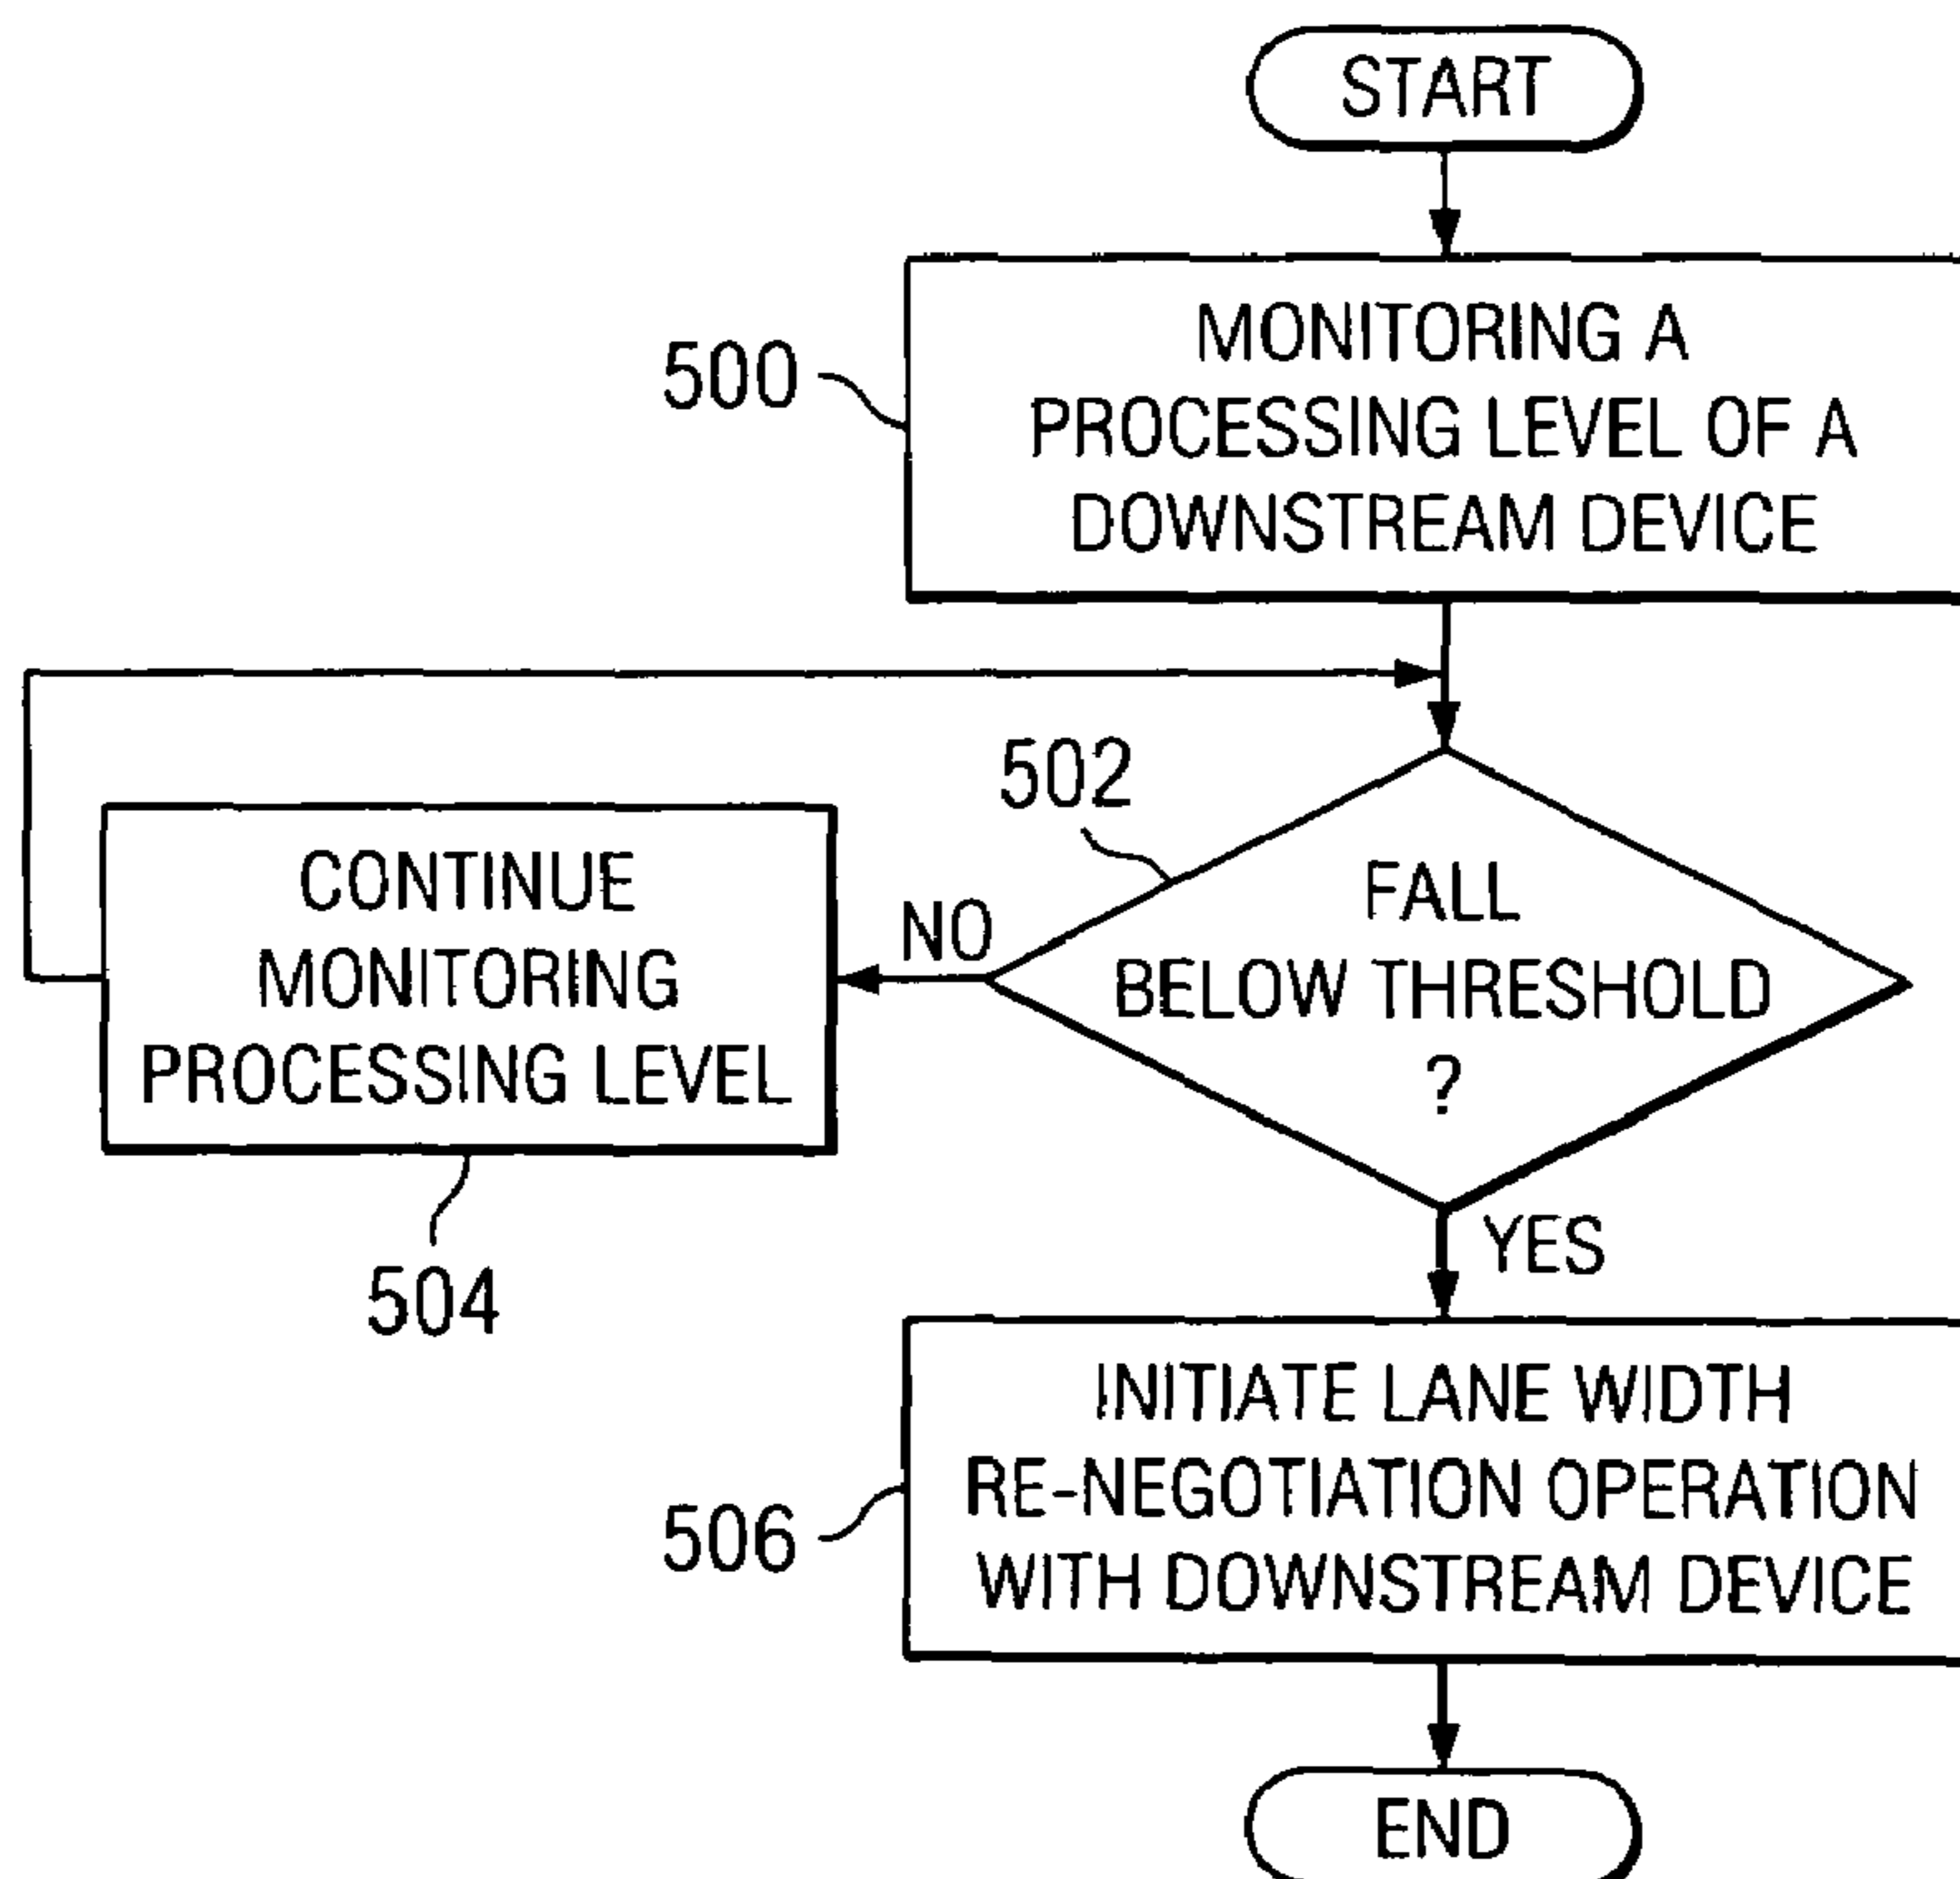 START
500
MONITORING A
PROCESSING LEVEL OF A
DOWNSTREAM DEVICE
502
FALL
BELOW THRESHOLD
?
NO
CONTINUE
MONITORING
PROCESSING LEVEL
504
YES
506
INITIATE LANE WIDTH
RE-NEGOTIATION OPERATION
WITH DOWNSTREAM DEVICE
END